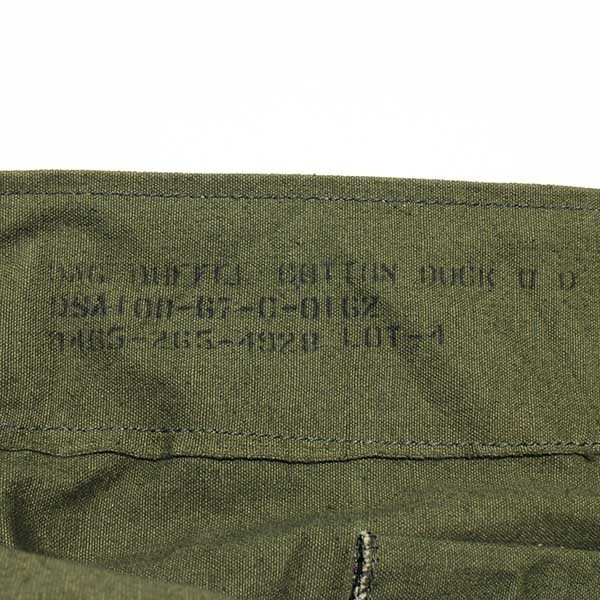 BAG DUFFEL COTTON DUCK O D
DSA100-67-C-0162
8465-265-4928 LOT-4